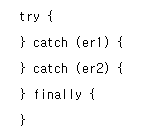 try {
} catch (er1) {
} catch (er2) {
} finally {
}